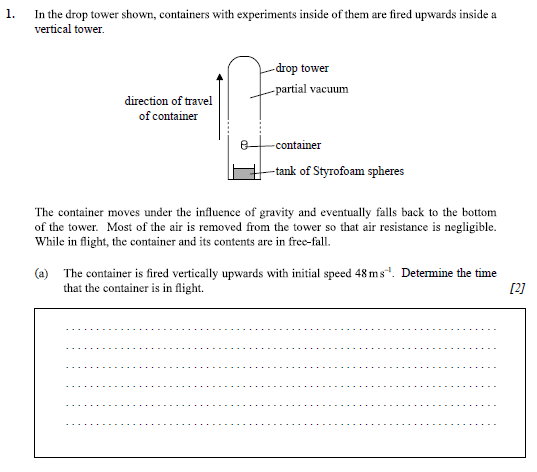 1. In the drop tower shown, containers with experiments inside of them are fired upwards inside a
vertical tower.
drop tower
partial vacuum
direction of travel
of container
container
tank of Styrofoam spheres
The container moves under the influence of gravity and eventually falls back to the bottom
of the tower. Most of the air is removed from the tower so that air resistance is negligible.
While in flight, the container and its contents are in free-fall.
(a) The container is fired vertically upwards with initial speed 48 m s⁻¹. Determine the time
that the container is in flight. [2]